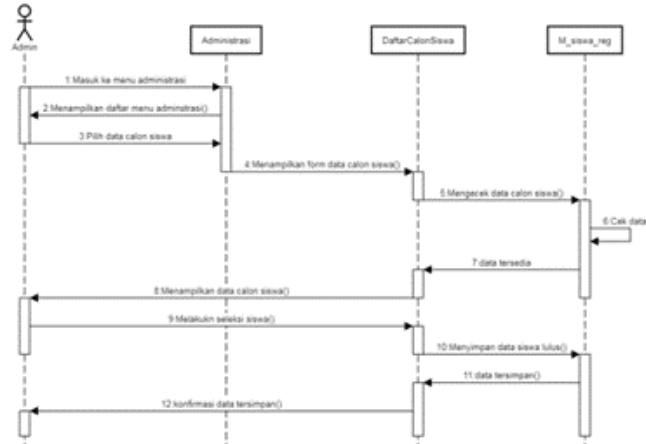 Admin
Administrasi
DaftarCalonSiswa
M_siswa_reg
1:Masuk ke menu administrasi
2:Menampilkan daftar menu adminstrasi()
3:Pilih data calon siswa
4:Menampilkan form data calon siswa()
5:Mengecek data calon siswa()
6:Cek data
7:data tersedia
8:Menampilkan data calon siswa()
9:Melakukn seleksi siswa()
10:Menyimpan data siswa lulus()
11:data tersimpan()
12:konfirmasi data tersimpan()